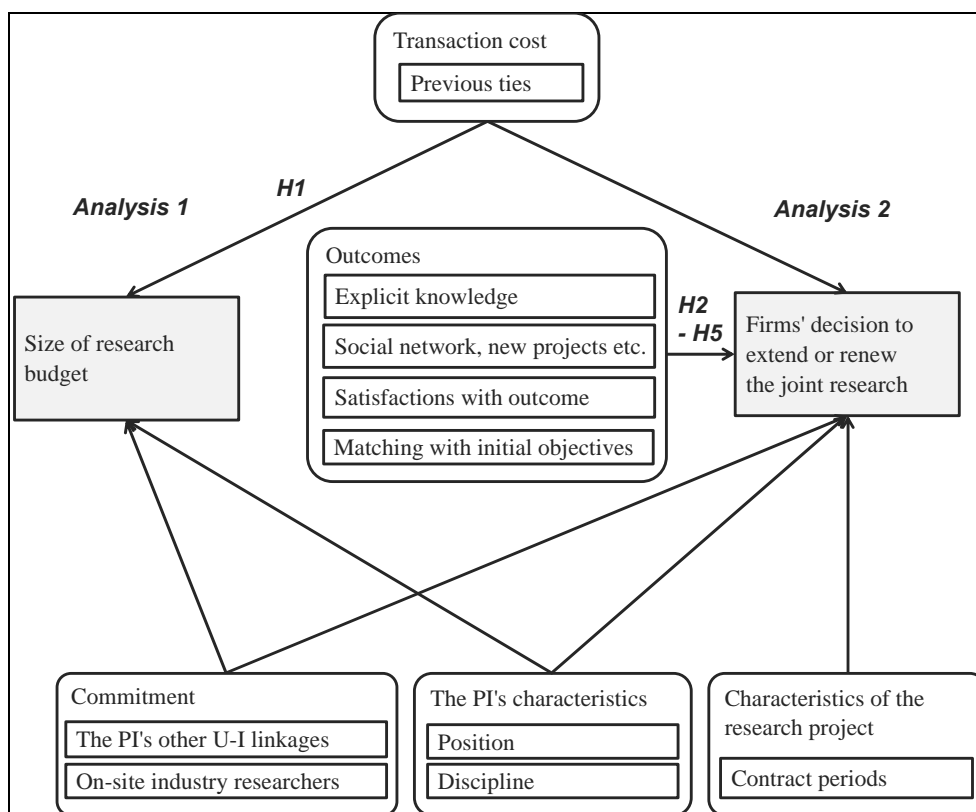 Transaction cost
Previous ties
H1
Analysis 1
Analysis 2
Outcomes
Explicit knowledge
Social network, new projects etc.
Satisfactions with outcome
Matching with initial objectives
H2
- H5
Size of research
budget
Firms' decision to
extend or renew
the joint research
Commitment
The PI's other U-I linkages
On-site industry researchers
The PI's characteristics
Position
Discipline
Characteristics of the
research project
Contract periods